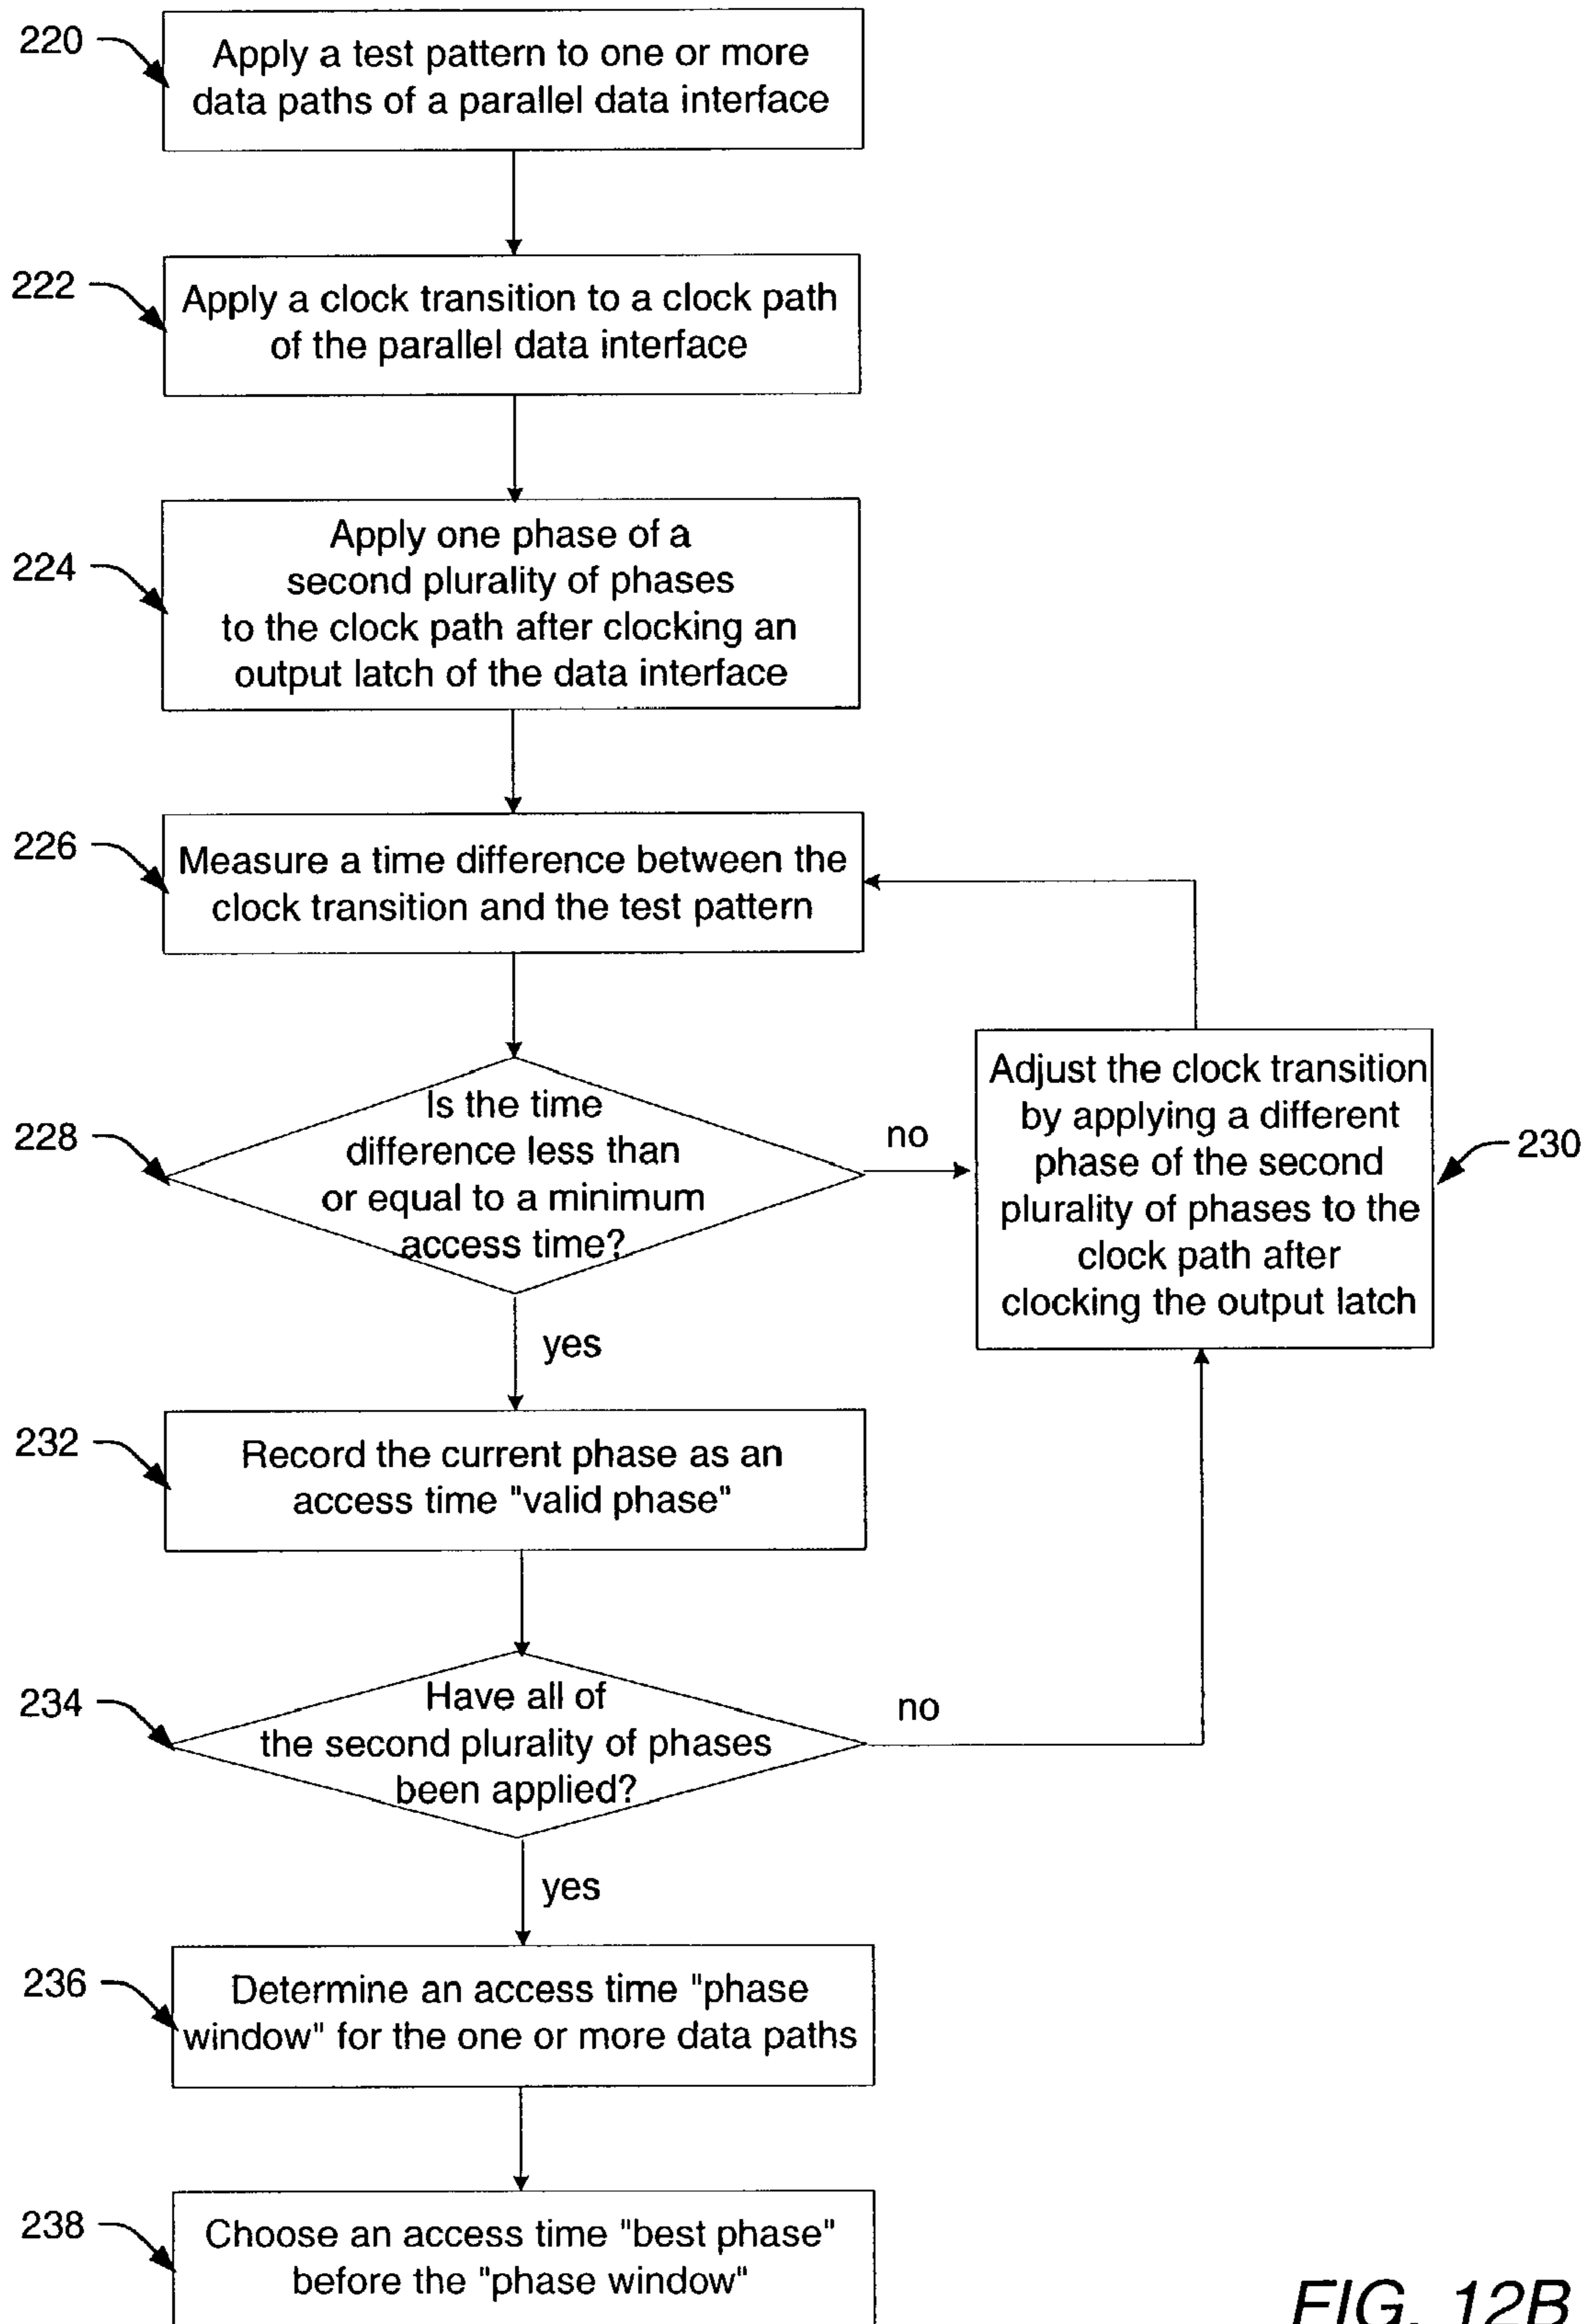 220
Apply a test pattern to one or more
data paths of a parallel data interface
222
Apply a clock transition to a clock path
of the parallel data interface
224
Apply one phase of a
second plurality of phases
to the clock path after clocking an
output latch of the data interface
226
Measure a time difference between the
clock transition and the test pattern
228
Is the time
difference less than
or equal to a minimum
access time?
no
Adjust the clock transition
by applying a different
phase of the second
plurality of phases to the
clock path after
clocking the output latch
230
yes
232
Record the current phase as an
access time "valid phase"
234
Have all of
the second plurality of phases
been applied?
no
yes
236
Determine an access time "phase
window" for the one or more data paths
238
Choose an access time "best phase"
before the "phase window"
FIG. 12B